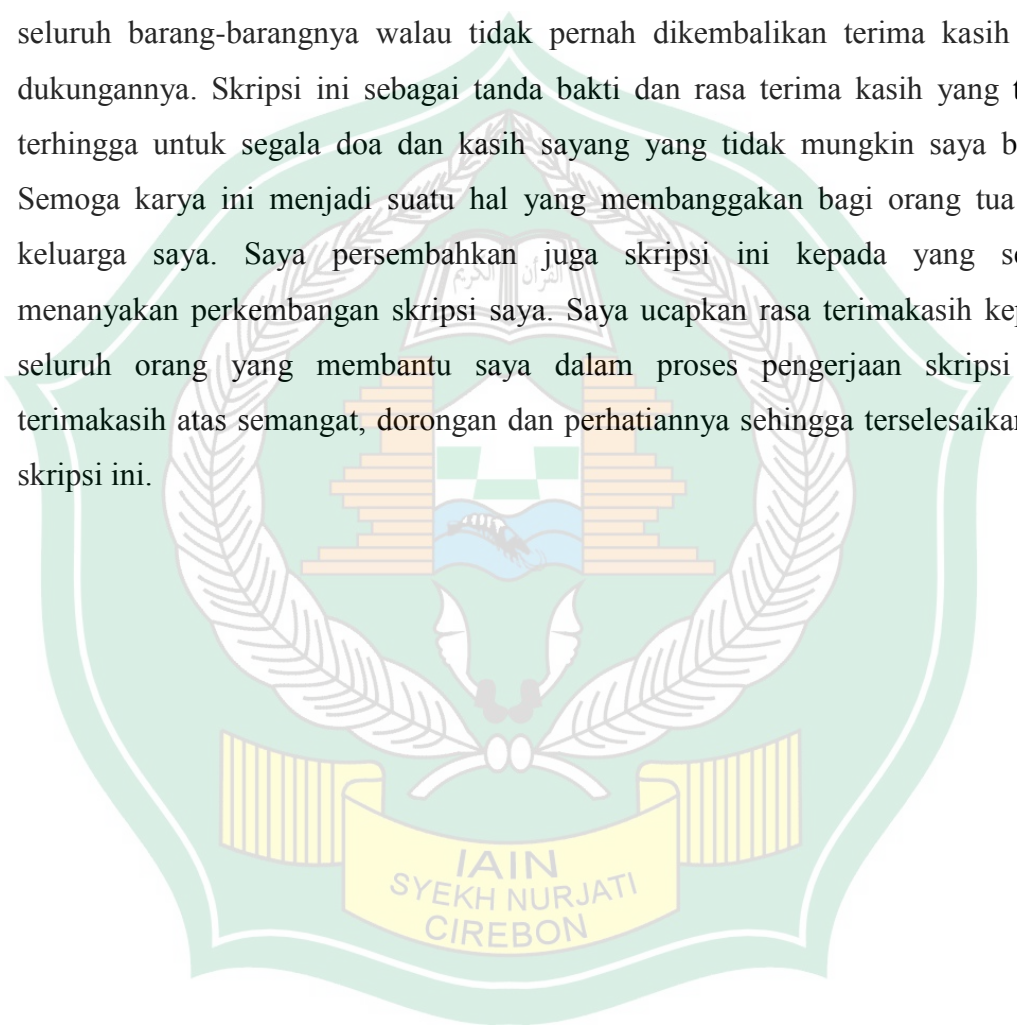 seluruh barang-barangnya walau tidak pernah dikembalikan terima kasih
dukungannya. Skripsi ini sebagai tanda bakti dan rasa terima kasih yang t
terhingga untuk segala doa dan kasih sayang yang tidak mungkin saya b
Semoga karya ini menjadi suatu hal yang membanggakan bagi orang tua
keluarga saya. Saya persembahkan juga skripsi ini kepada yang s
menanyakan perkembangan skripsi saya. Saya ucapkan rasa terimakasih kep
seluruh orang yang membantu saya dalam proses pengerjaan skripsi
terimakasih atas semangat, dorongan dan perhatiannya sehingga terselesaikan
skripsi ini.
القرآن الكريم
IAIN
SYEKH NURJATI
CIREBON